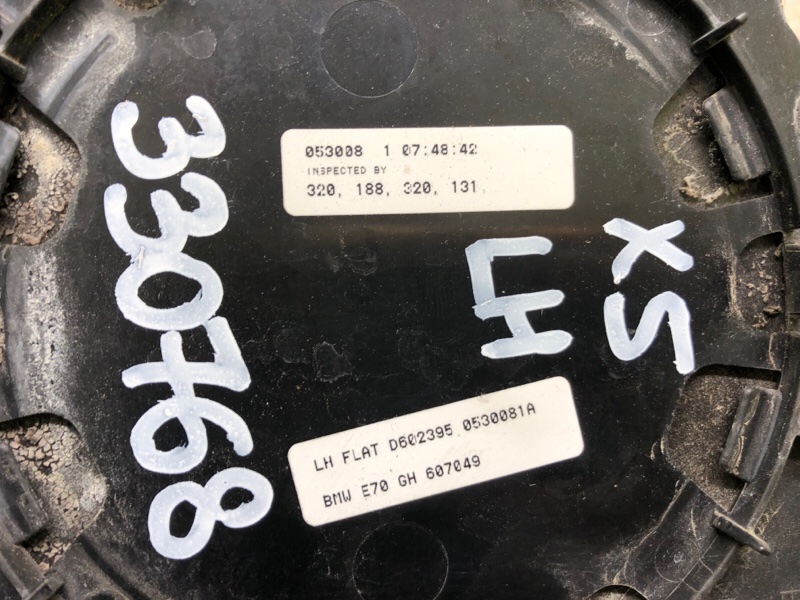 330768
053008 1 07:48:42
INSPECTED BY
320, 188, 320, 131,
LH
X5
LH FLAT D602395 0530081A
BMW E70 GH 607049